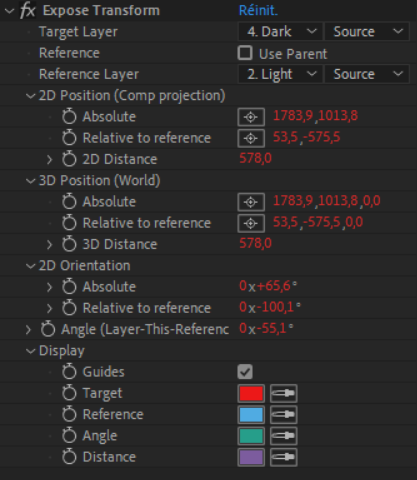 fx Expose Transform Réinit.
Target Layer 4. Dark Source
Reference Use Parent
Reference Layer 2. Light Source
2D Position (Comp projection)
Absolute 1783,9,1013,8
Relative to reference 53,5,-575,5
2D Distance 578,0
3D Position (World)
Absolute 1783,9,1013,8,0,0
Relative to reference 53,5,-575,5,0,0
3D Distance 578,0
2D Orientation
Absolute 0x+65,6°
Relative to reference 0x-100,1°
Angle (Layer-This-Referenc 0x-55,1°
Display
Guides
Target
Reference
Angle
Distance